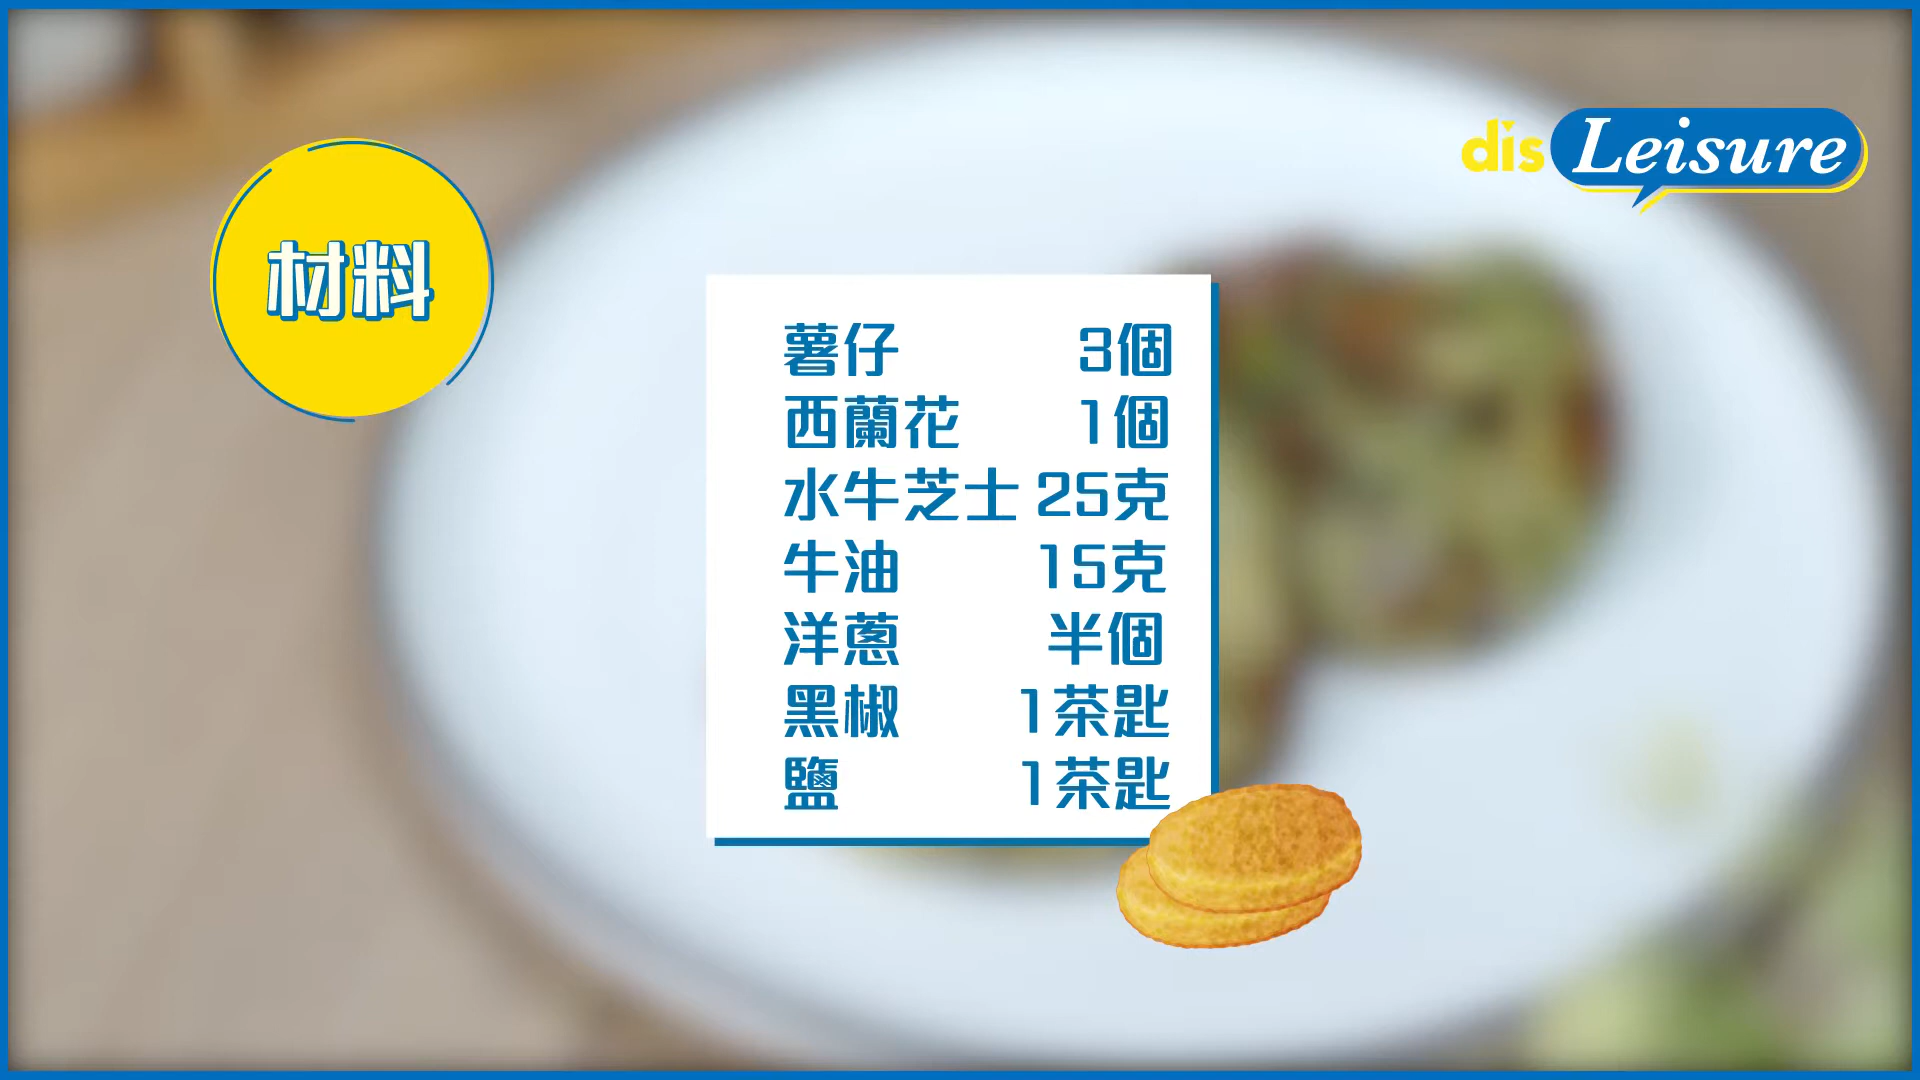 dis Leisure
材料
薯仔 3個
西蘭花 1個
水牛芝士 25克
牛油 15克
洋蔥 半個
黑椒 1茶匙
鹽 1茶匙